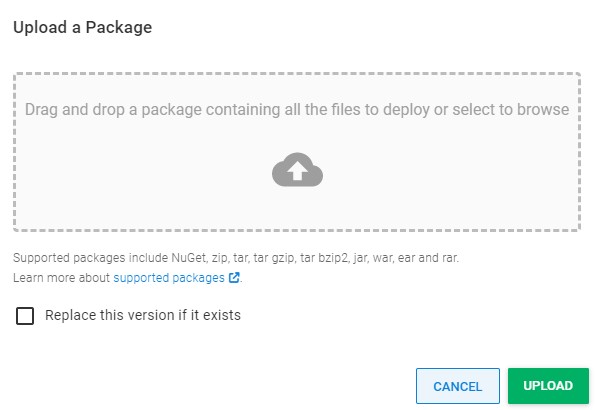 Upload a Package
Drag and drop a package containing all the files to deploy or select to browse
Supported packages include NuGet, zip, tar, tar gzip, tar bzip2, jar, war, ear and rar.
Learn more about supported packages.
Replace this version if it exists
CANCEL
UPLOAD